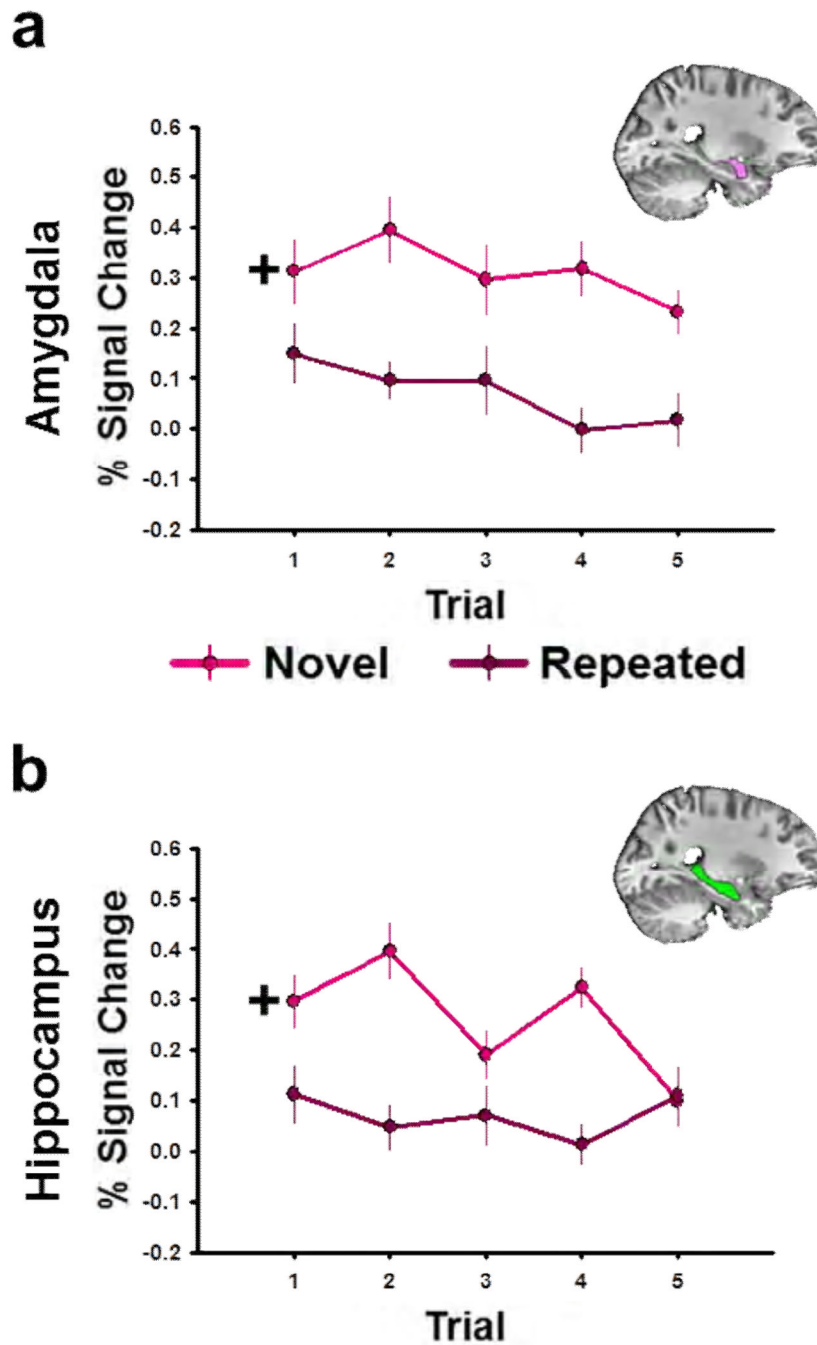 a
Amygdala
% Signal Change
0.6
0.5
0.4
0.3
0.2
0.1
0.0
-0.1
-0.2
+
1 2 3 4 5
Trial
Novel Repeated
b
Hippocampus
% Signal Change
0.6
0.5
0.4
0.3
0.2
0.1
0.0
-0.1
-0.2
+
1 2 3 4 5
Trial